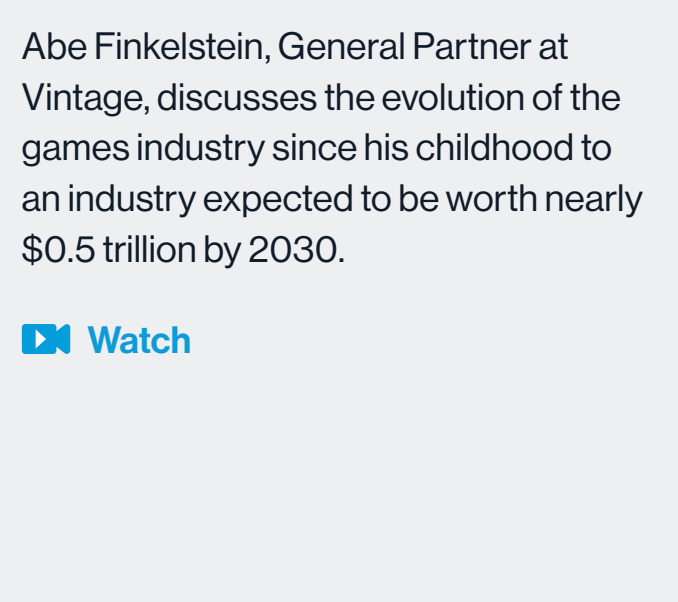 Abe Finkelstein, General Partner at
Vintage, discusses the evolution of the
games industry since his childhood to
an industry expected to be worth nearly
$0.5 trillion by 2030.
Watch